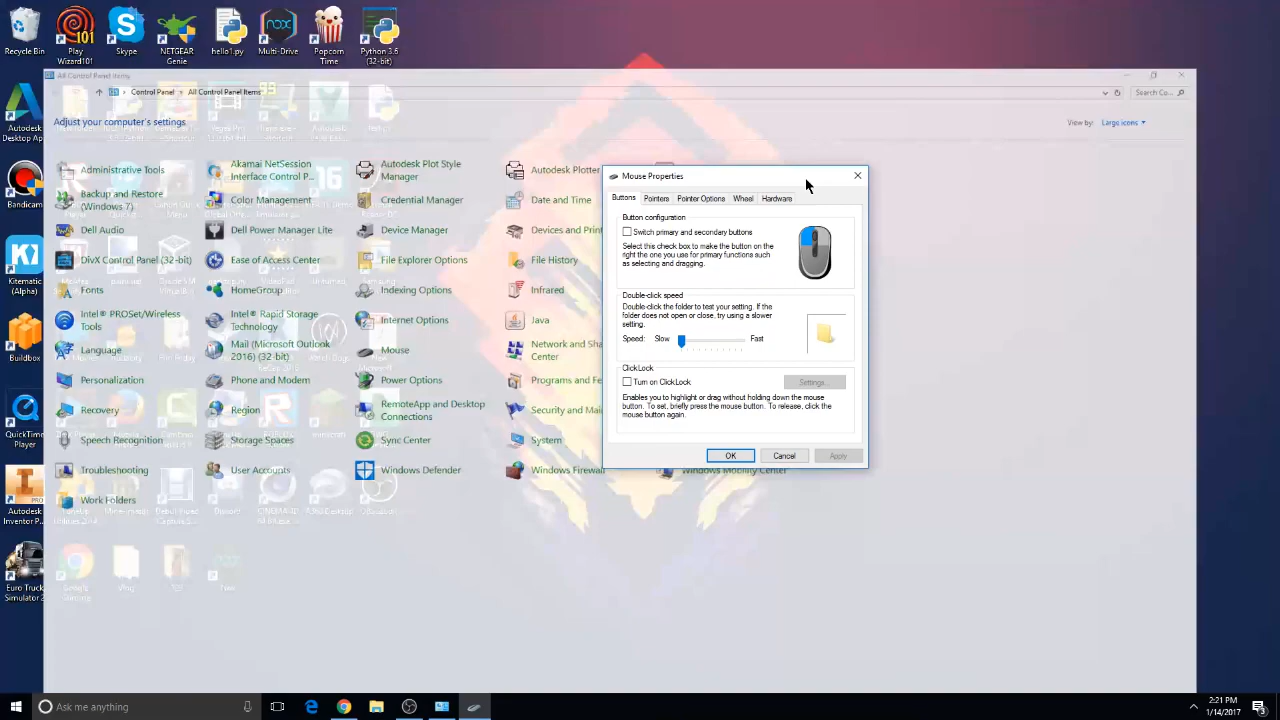 Recycle Bin
Play
Wizard101
Skype
NETGEAR
Genie
hello1.py
Multi-Drive
Popcorn
Time
Python 3.6
(32-bit)
All Control Panel Items
Control Panel
All Control Panel Items
Search Co...
Adjust your computer's settings
View by:
Large icons
Autodesk
Desktop Ap
Bandicam
Kitematic
(Alpha)
Buildbox
QuickTime
Player
Autodesk
Inventor P...
Euro Truck
Simulator 2
Administrative Tools
Akamai NetSession
Interface Control P...
Autodesk Plot Style
Manager
Autodesk Plotter
Backup and Restore
(Windows 7)
Color Management
Credential Manager
Date and Time
Dell Audio
Dell Power Manager Lite
Device Manager
Devices and Prin
DivX Control Panel (32-bit)
Ease of Access Center
File Explorer Options
File History
Fonts
HomeGroup
Indexing Options
Infrared
Intel® PROSet/Wireless
Tools
Intel® Rapid Storage
Technology
Internet Options
Java
Language
Mail (Microsoft Outlook
2016) (32-bit)
Mouse
Network and Sha
Center
Personalization
Phone and Modem
Power Options
Programs and Fe
Recovery
Region
RemoteApp and Desktop
Connections
Security and Mai
Speech Recognition
Storage Spaces
Sync Center
System
Troubleshooting
User Accounts
Windows Defender
Windows Firewall
Windows Mobility Center
Work Folders
Mouse Properties
Buttons
Pointers
Pointer Options
Wheel
Hardware
Button configuration
Switch primary and secondary buttons
Select this check box to make the button on the
right the one you use for primary functions such
as selecting and dragging.
Double-click speed
Double-click the folder to test your setting. If the
folder does not open or close, try using a slower
setting.
Speed:
Slow
Fast
ClickLock
Turn on ClickLock
Settings...
Enables you to highlight or drag without holding down the mouse
button. To set, briefly press the mouse button. To release, click the
mouse button again.
OK
Cancel
Apply
Ask me anything
2:21 PM
1/14/2017
3